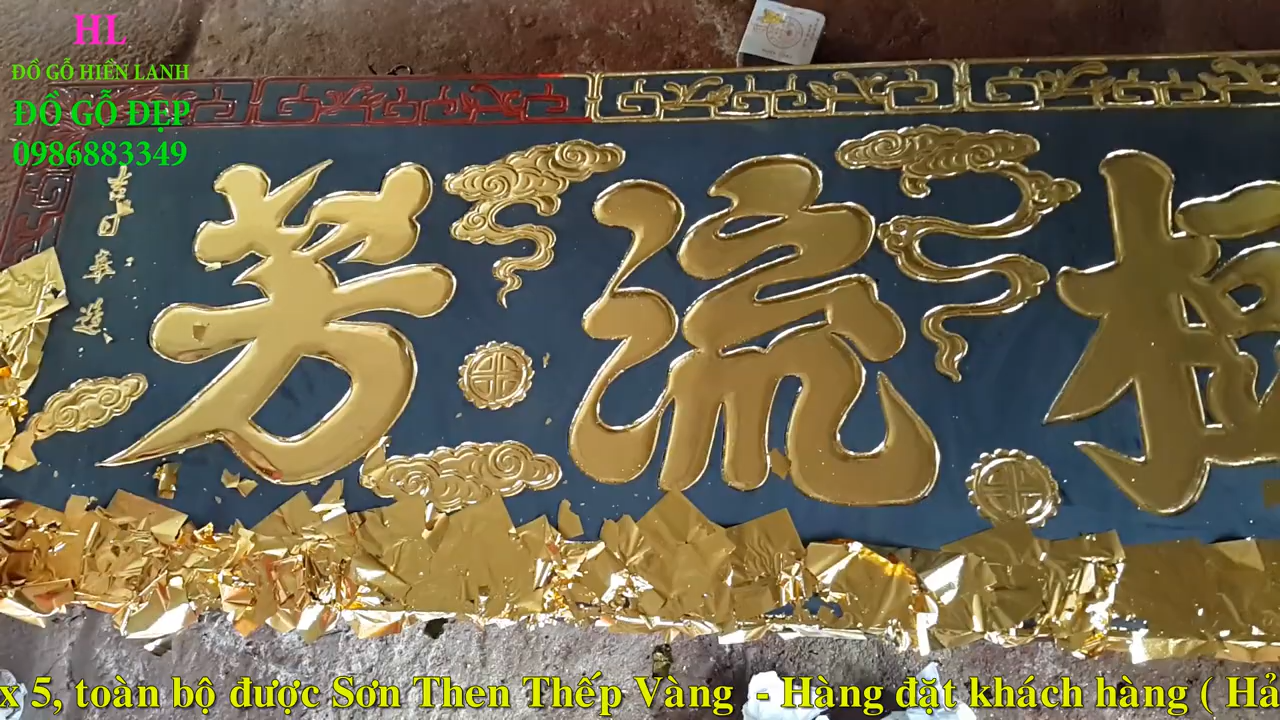 HL
ĐỒ GỖ HIỀN LANH
ĐỒ GỖ ĐẸP
0986883349
芳流
x 5, toàn bộ được Sơn Then Thếp Vàng - Hàng đặt khách hàng ( Hả